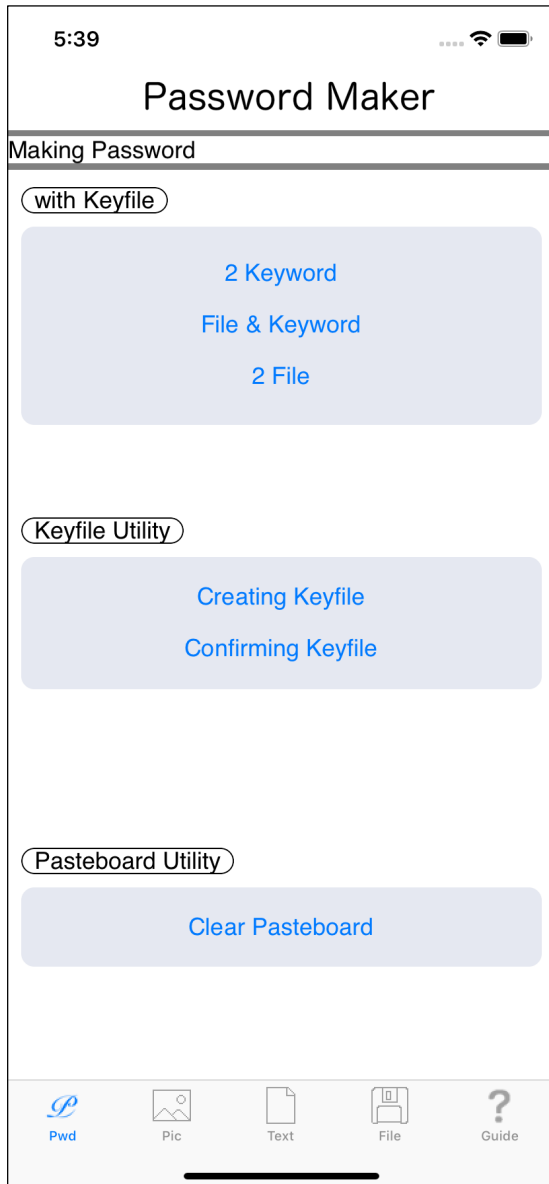 5:39
Password Maker
Making Password
with Keyfile
2 Keyword
File & Keyword
2 File
Keyfile Utility
Creating Keyfile
Confirming Keyfile
Pasteboard Utility
Clear Pasteboard
Pwd Pic Text File Guide